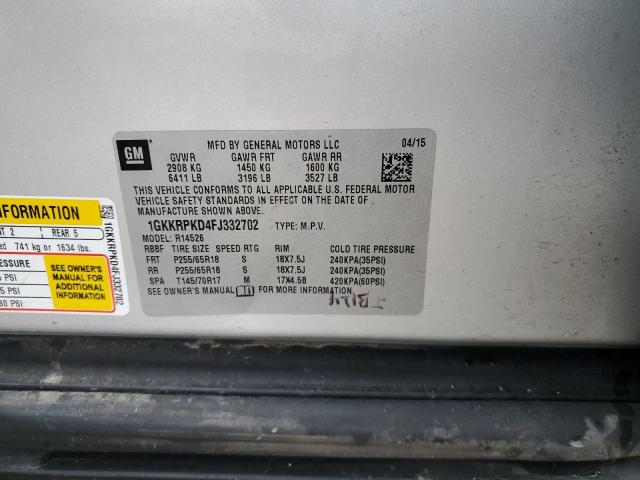 GM
MFD BY GENERAL MOTORS LLC 04/15
GVWR GAWR FRT GAWR RR
2908 KG 1450 KG 1600 KG
6411 LB 3196 LB 3527 LB
THIS VEHICLE CONFORMS TO ALL APPLICABLE U.S. FEDERAL MOTOR
VEHICLE SAFETY STANDARDS IN EFFECT ON THE DATE OF
MANUFACTURE SHOWN ABOVE.
1GKKRPKD4FJ332702 TYPE: M.P.V.
MODEL: R14526
RBBF TIRE SIZE SPEED RTG RIM COLD TIRE PRESSURE
FRT P255/65R18 S 18X7.5J 240KPA(35PSI)
RR P255/65R18 S 18X7.5J 240KPA(35PSI)
SPA T145/70R17 M 17X4.5B 420KPA(60PSI)
SEE OWNER'S MANUAL FOR MORE INFORMATION.
INFORMATION
2 REAR 5
741 kg or 1634 lbs.
SEE OWNER'S
MANUAL FOR
ADDITIONAL
INFORMATION
5 PSI
60 PSI
1GKKRPKD4FJ332702